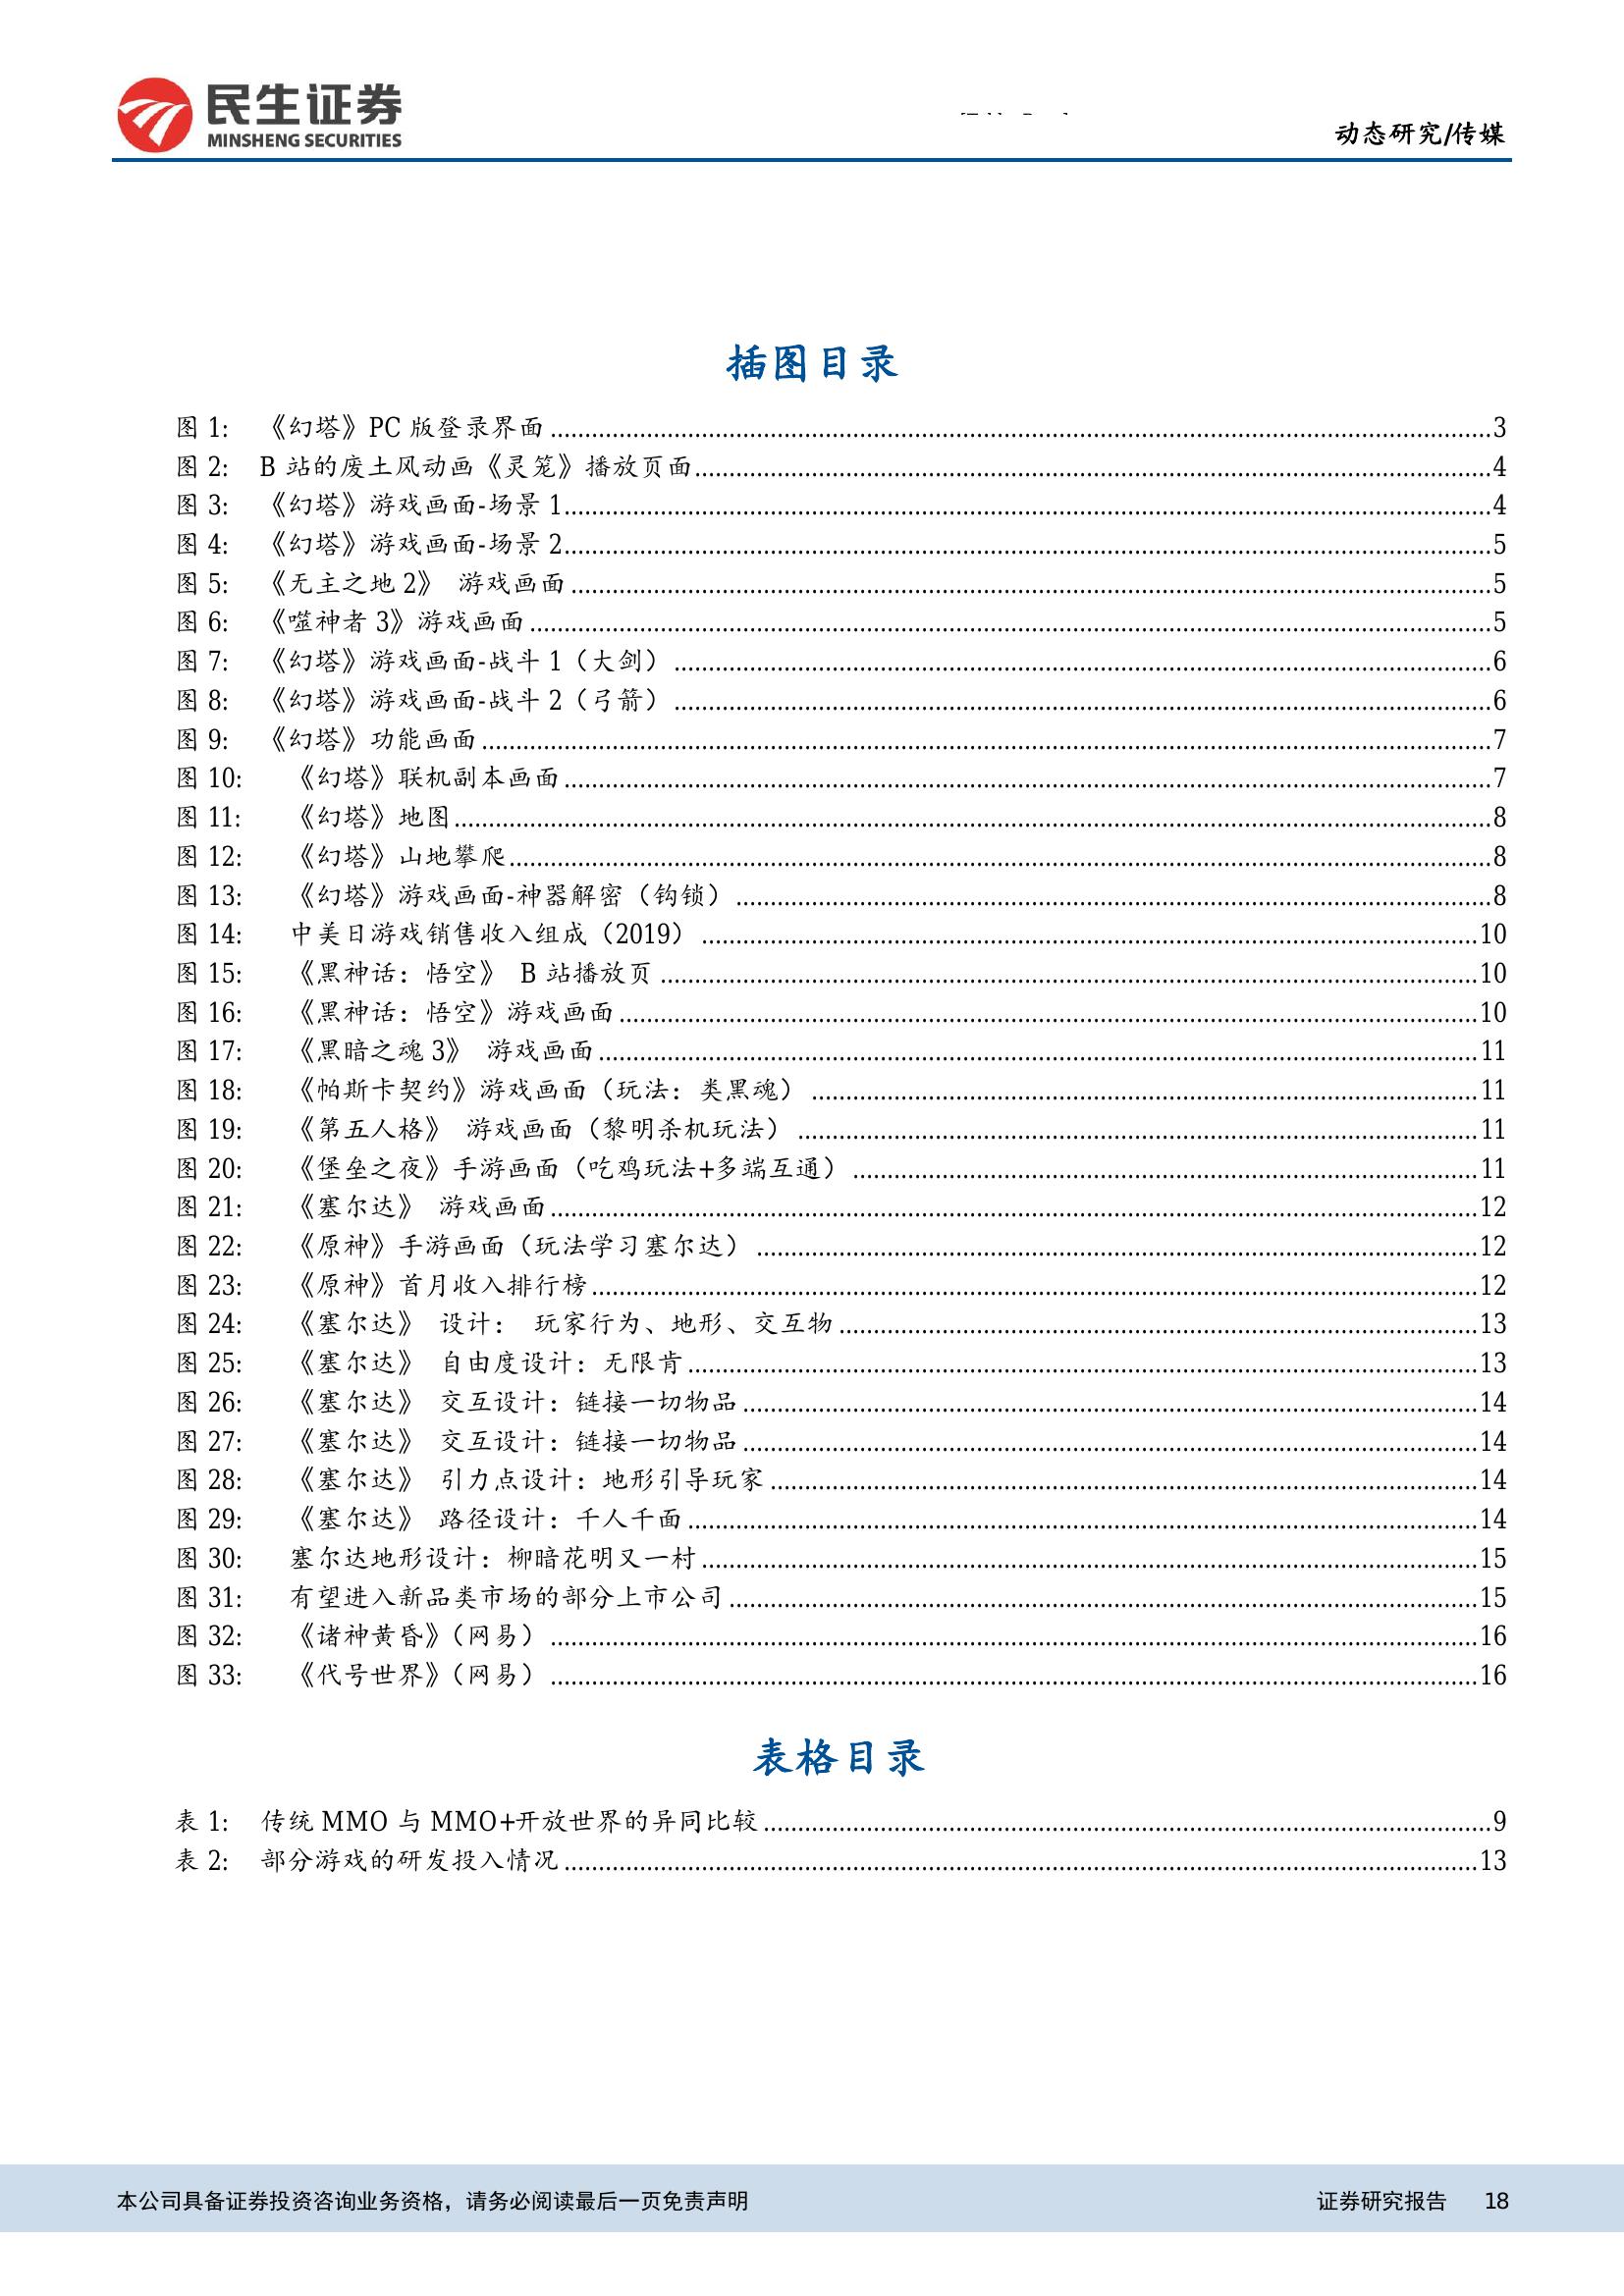 民生证券
MINSHENG SECURITIES
动态研究/传媒
插图目录
图 1: 《幻塔》PC 版登录界面 3
图 2: B 站的废土风动画《灵笼》播放页面 4
图 3: 《幻塔》游戏画面-场景 1 4
图 4: 《幻塔》游戏画面-场景 2 5
图 5: 《无主之地 2》 游戏画面 5
图 6: 《噬神者 3》游戏画面 5
图 7: 《幻塔》游戏画面-战斗 1（大剑） 6
图 8: 《幻塔》游戏画面-战斗 2（弓箭） 6
图 9: 《幻塔》功能画面 7
图 10: 《幻塔》联机副本画面 7
图 11: 《幻塔》地图 8
图 12: 《幻塔》山地攀爬 8
图 13: 《幻塔》游戏画面-神器解密（钩锁） 8
图 14: 中美日游戏销售收入组成（2019） 10
图 15: 《黑神话：悟空》 B 站播放页 10
图 16: 《黑神话：悟空》游戏画面 10
图 17: 《黑暗之魂 3》 游戏画面 11
图 18: 《帕斯卡契约》游戏画面（玩法：类黑魂） 11
图 19: 《第五人格》 游戏画面（黎明杀机玩法） 11
图 20: 《堡垒之夜》手游画面（吃鸡玩法+多端互通） 11
图 21: 《塞尔达》 游戏画面 12
图 22: 《原神》手游画面（玩法学习塞尔达） 12
图 23: 《原神》首月收入排行榜 12
图 24: 《塞尔达》 设计： 玩家行为、地形、交互物 13
图 25: 《塞尔达》 自由度设计：无限肯 13
图 26: 《塞尔达》 交互设计：链接一切物品 14
图 27: 《塞尔达》 交互设计：链接一切物品 14
图 28: 《塞尔达》 引力点设计：地形引导玩家 14
图 29: 《塞尔达》 路径设计：千人千面 14
图 30: 塞尔达地形设计：柳暗花明又一村 15
图 31: 有望进入新品类市场的部分上市公司 15
图 32: 《诸神黄昏》（网易） 16
图 33: 《代号世界》（网易） 16
表格目录
表 1: 传统 MMO 与 MMO+开放世界的异同比较 9
表 2: 部分游戏的研发投入情况 13
本公司具备证券投资咨询业务资格，请务必阅读最后一页免责声明 证券研究报告 18